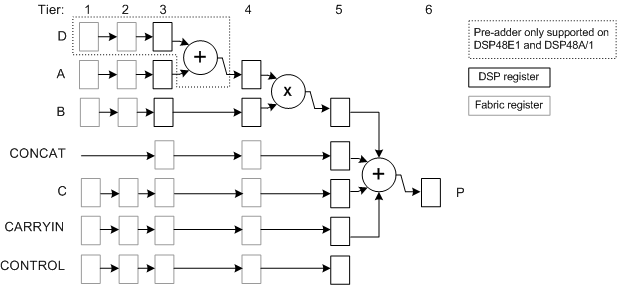 Tier: 1 2 3 4 5 6
D
+
Pre-adder only supported on
DSP48E1 and DSP48A/1
A
DSP register
X
B
Fabric register
CONCAT
+
C
P
CARRYIN
CONTROL